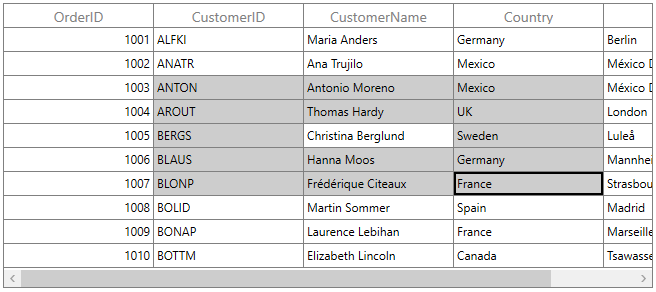 OrderID CustomerID CustomerName Country
1001 ALFKI Maria Anders Germany Berlin
1002 ANATR Ana Trujilo Mexico México D
1003 ANTON Antonio Moreno Mexico México D
1004 AROUT Thomas Hardy UK London
1005 BERGS Christina Berglund Sweden Luleå
1006 BLAUS Hanna Moos Germany Mannhei
1007 BLONP Frédérique Citeaux France Strasbou
1008 BOLID Martin Sommer Spain Madrid
1009 BONAP Laurence Lebihan France Marseille
1010 BOTTM Elizabeth Lincoln Canada Tsawasse